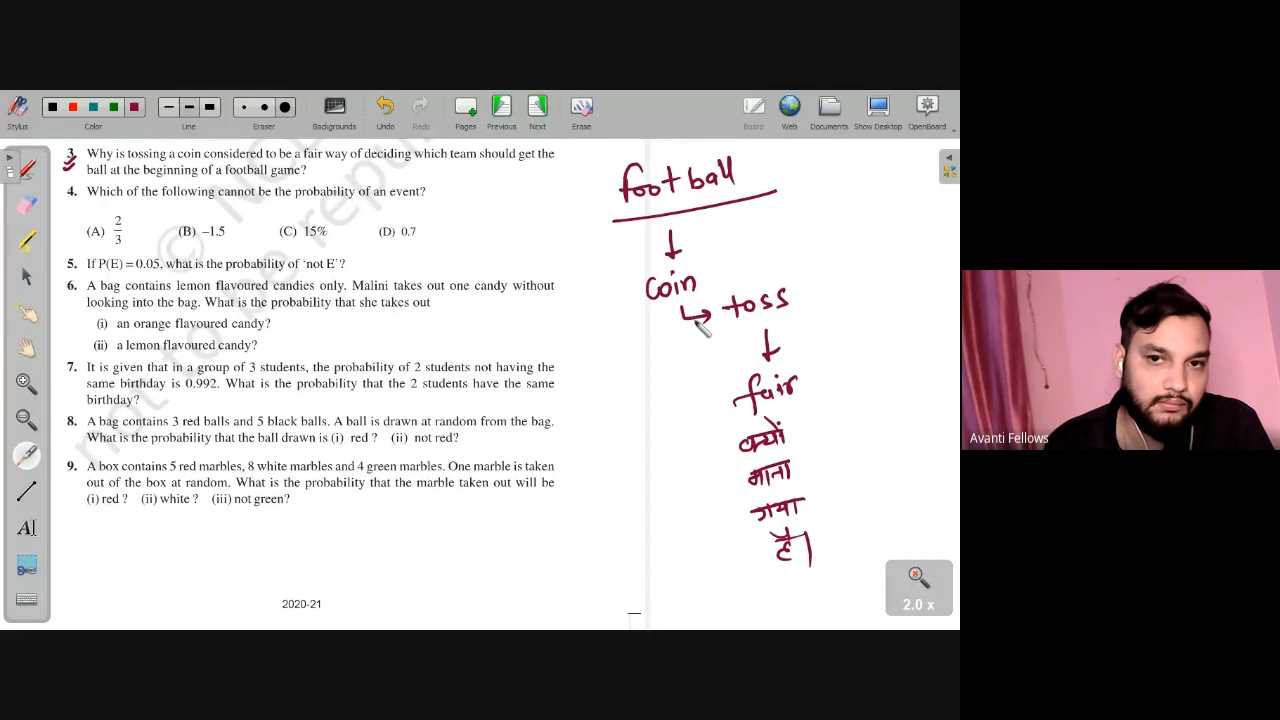 Stylus
Color
Line
Eraser
Backgrounds
Undo
Redo
Pages
Previous
Next
Erase
Board
Web
Documents
Show Desktop
OpenBoard
3. Why is tossing a coin considered to be a fair way of deciding which team should get the
ball at the beginning of a football game?
4. Which of the following cannot be the probability of an event?
(A) 2/3 (B) –1.5 (C) 15% (D) 0.7
5. If P(E) = 0.05, what is the probability of ‘not E’?
6. A bag contains lemon flavoured candies only. Malini takes out one candy without
looking into the bag. What is the probability that she takes out
(i) an orange flavoured candy?
(ii) a lemon flavoured candy?
7. It is given that in a group of 3 students, the probability of 2 students not having the
same birthday is 0.992. What is the probability that the 2 students have the same
birthday?
8. A bag contains 3 red balls and 5 black balls. A ball is drawn at random from the bag.
What is the probability that the ball drawn is (i) red ? (ii) not red?
9. A box contains 5 red marbles, 8 white marbles and 4 green marbles. One marble is taken
out of the box at random. What is the probability that the marble taken out will be
(i) red ? (ii) white ? (iii) not green?
2020-21
football
↓
Coin
↳ toss
↓
fair
क्यों
माना
गया
है।
2.0 x
Avanti Fellows
not to be repu